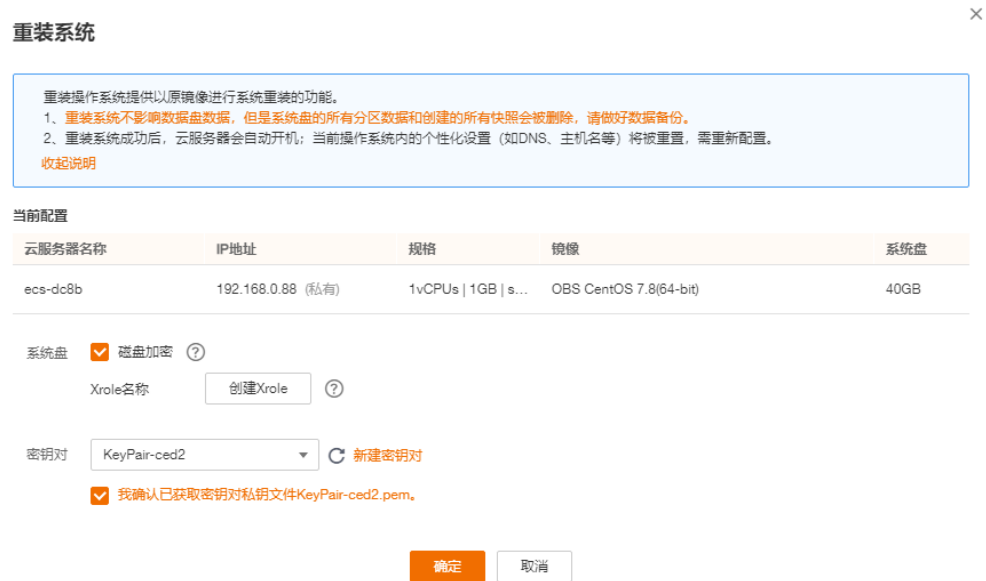 重装系统
重装操作系统提供以原镜像进行系统重装的功能。
1、重装系统不影响数据盘数据，但是系统盘的所有分区数据和创建的所有快照会被删除，请做好数据备份。
2、重装系统成功后，云服务器会自动开机；当前操作系统内的个性化设置（如DNS、主机名等）将被重置，需重新配置。
收起说明
当前配置
云服务器名称 IP地址 规格 镜像 系统盘
ecs-dc8b 192.168.0.88 (私有) 1vCPUs | 1GB | s... OBS CentOS 7.8(64-bit) 40GB
系统盘 磁盘加密 ?
Xrole名称 创建Xrole ?
密钥对 KeyPair-ced2 新建密钥对
我确认已获取密钥对私钥文件KeyPair-ced2.pem。
确定 取消